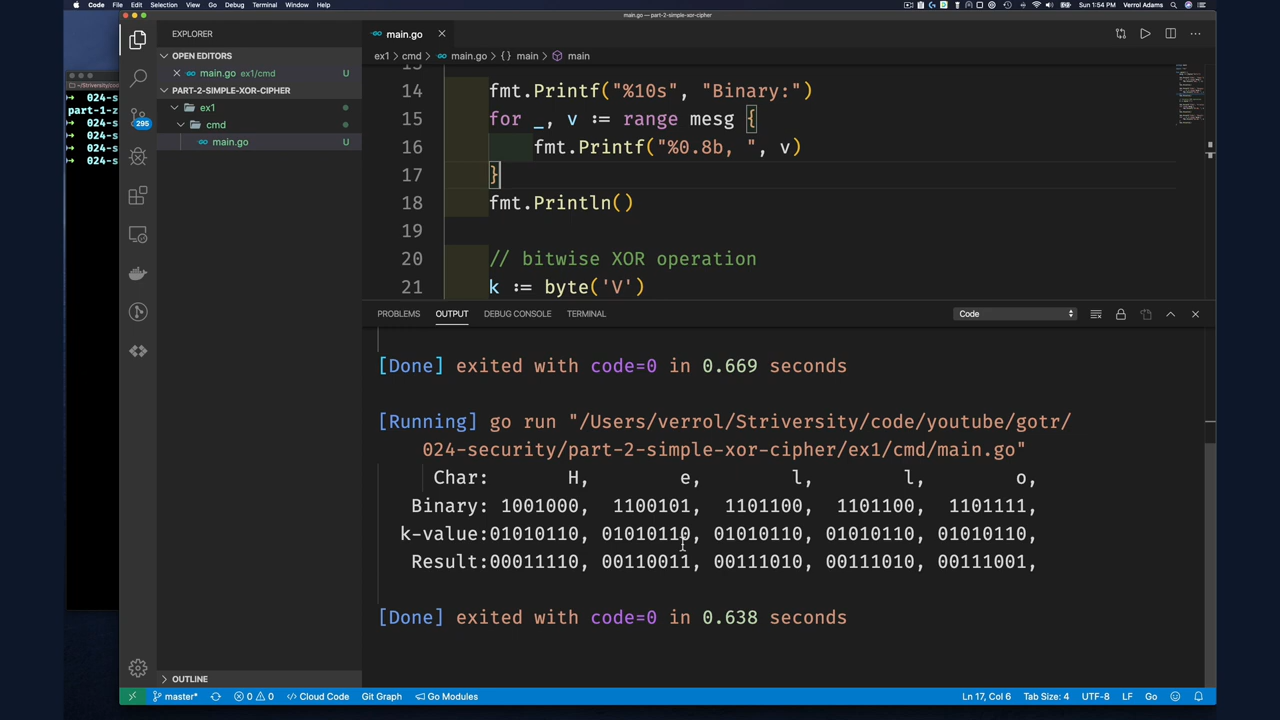 Code File Edit Selection View Go Debug Terminal Window Help
Sun 1:54 PM Verrol Adams
main.go — part-2-simple-xor-cipher
EXPLORER
OPEN EDITORS
main.go ex1/cmd U
PART-2-SIMPLE-XOR-CIPHER
ex1
cmd
main.go U
295
024-s
part-1-z
024-s
024-s
024-s
024-s
OUTLINE
main.go
ex1 cmd main.go {} main main
14 fmt.Printf("%10s", "Binary:")
15 for _, v := range mesg {
16 fmt.Printf("%0.8b, ", v)
17 }
18 fmt.Println()
19
20 // bitwise XOR operation
21 k := byte('V')
PROBLEMS OUTPUT DEBUG CONSOLE TERMINAL Code
[Done] exited with code=0 in 0.669 seconds
[Running] go run "/Users/verrol/Striversity/code/youtube/gotr/
024-security/part-2-simple-xor-cipher/ex1/cmd/main.go"
Char: H, e, l, l, o,
Binary: 1001000, 1100101, 1101100, 1101100, 1101111,
k-value:01010110, 01010110, 01010110, 01010110, 01010110,
Result:00011110, 00110011, 00111010, 00111010, 00111001,
[Done] exited with code=0 in 0.638 seconds
master* 0 0 Cloud Code Git Graph Go Modules Ln 17, Col 6 Tab Size: 4 UTF-8 LF Go